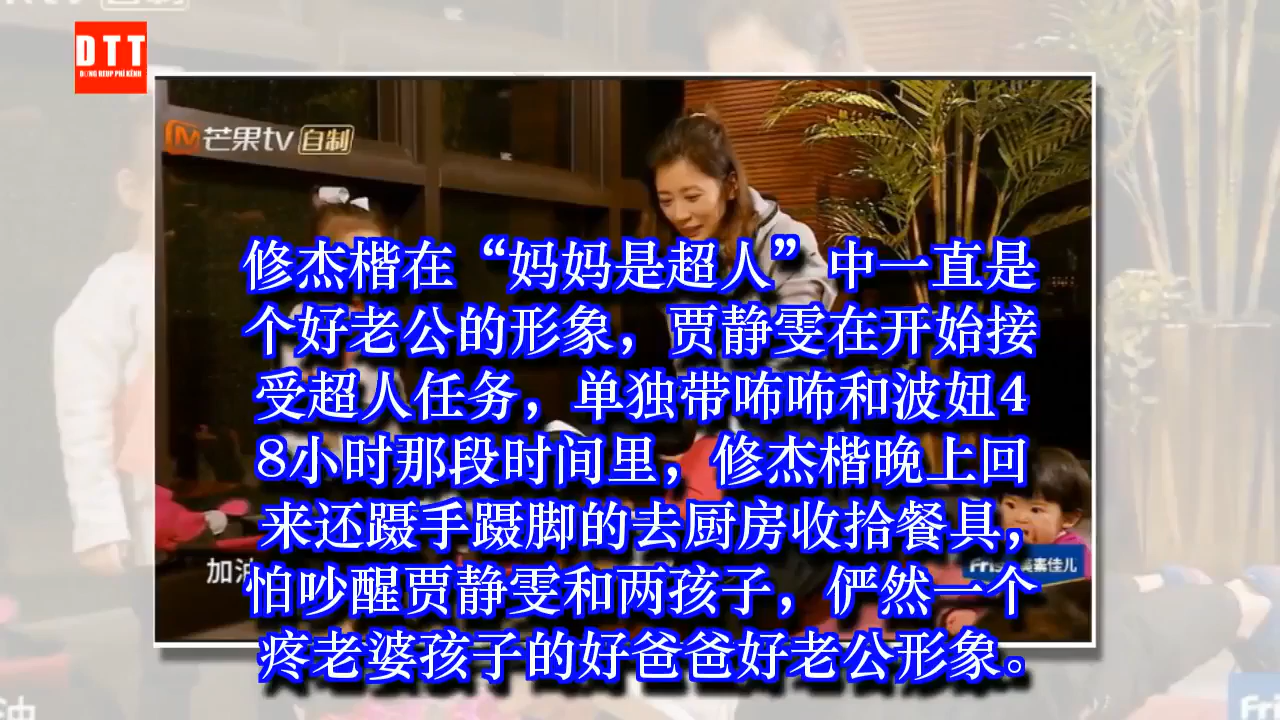 DTT
芒果tv 自制
修杰楷在“妈妈是超人”中一直是
个好老公的形象，贾静雯在开始接
受超人任务，单独带咘咘和波妞4
8小时那段时间里，修杰楷晚上回
来还蹑手蹑脚的去厨房收拾餐具，
怕吵醒贾静雯和两孩子，俨然一个
疼老婆孩子的好爸爸好老公形象。
加油